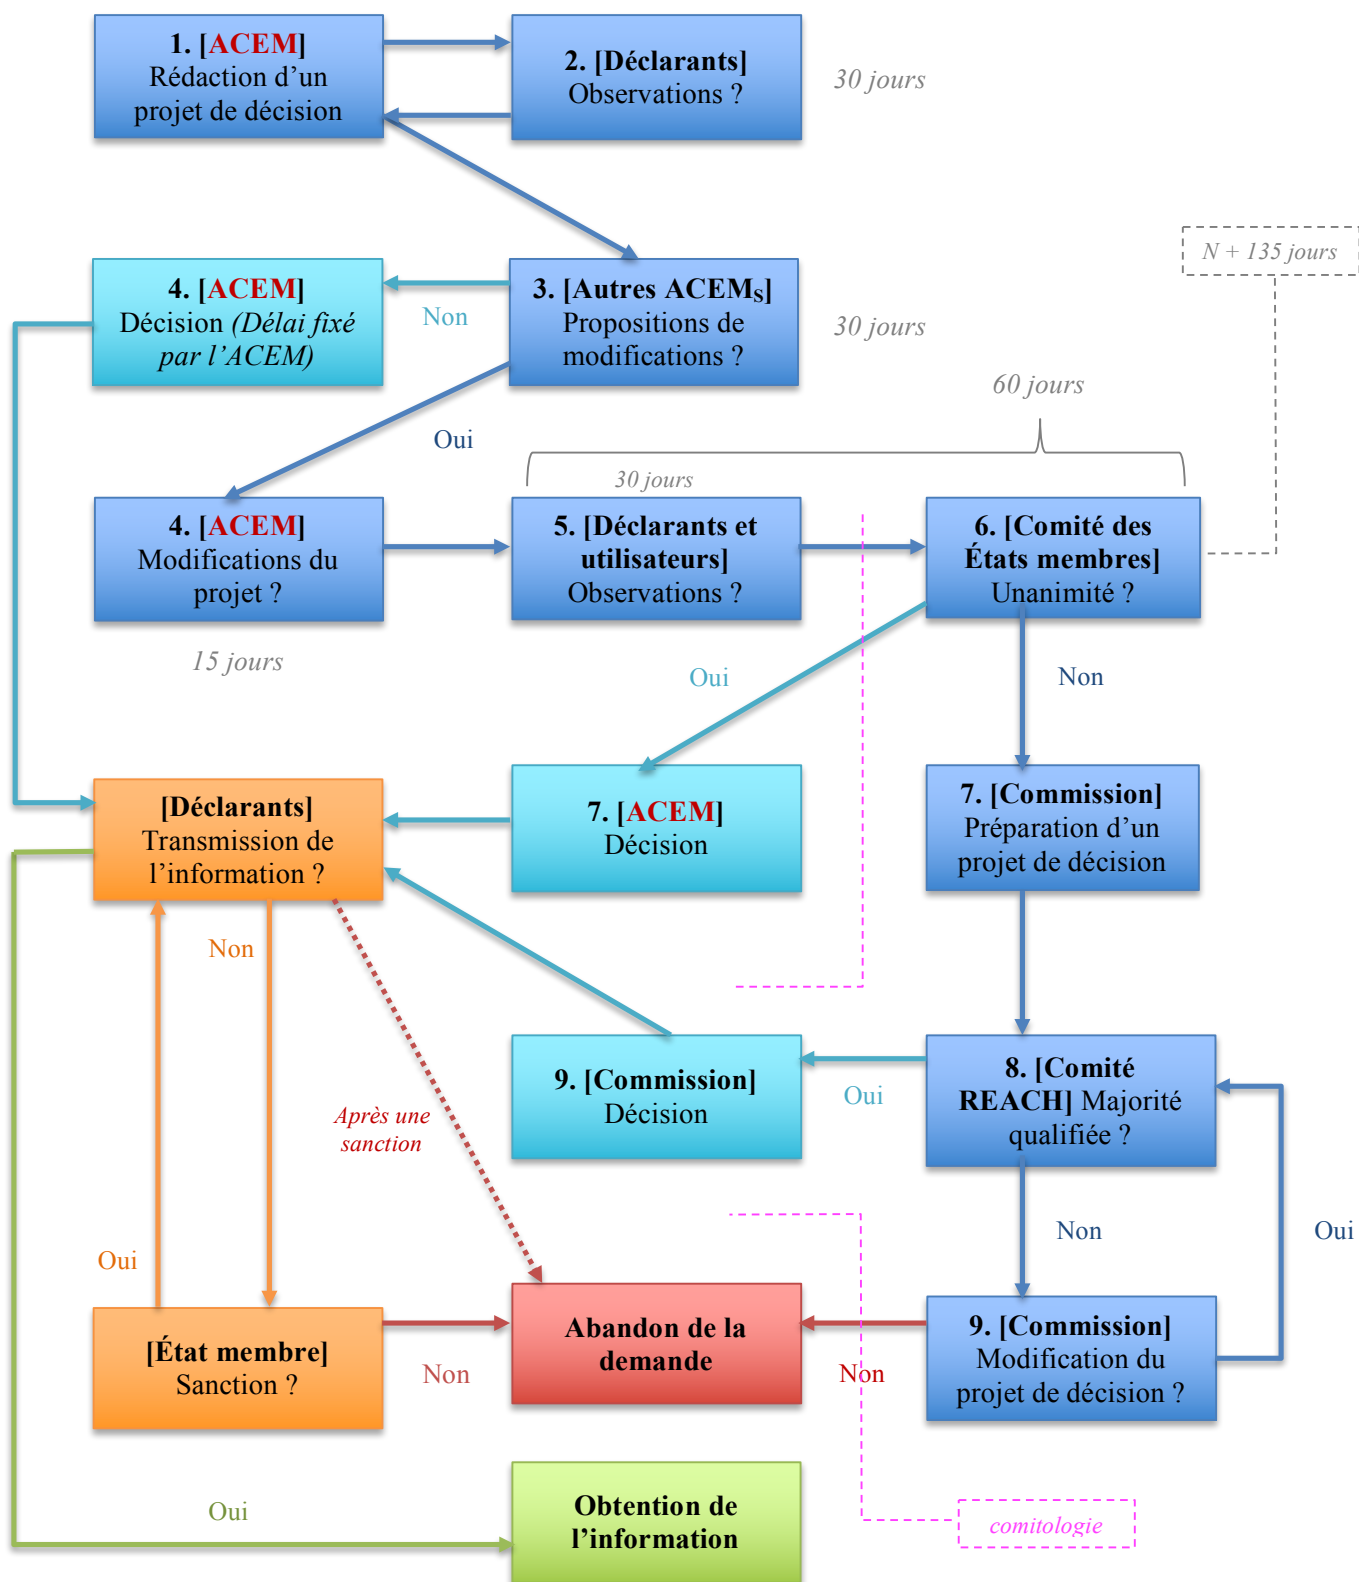 1. [ACEM]
Rédaction d’un
projet de décision
2. [Déclarants]
Observations ?
30 jours
N + 135 jours
4. [ACEM]
Décision (Délai fixé
par l’ACEM)
Non
3. [Autres ACEMS]
Propositions de
modifications ?
30 jours
60 jours
Oui
30 jours
4. [ACEM]
Modifications du
projet ?
5. [Déclarants et
utilisateurs]
Observations ?
6. [Comité des
États membres]
Unanimité ?
15 jours
Oui
Non
[Déclarants]
Transmission de
l’information ?
7. [ACEM]
Décision
7. [Commission]
Préparation d’un
projet de décision
Non
9. [Commission]
Décision
Oui
8. [Comité
REACH] Majorité
qualifiée ?
Après une
sanction
Oui
Non
Oui
[État membre]
Sanction ?
Non
Abandon de la
demande
Non
9. [Commission]
Modification du
projet de décision ?
Oui
Obtention de
l’information
comitologie